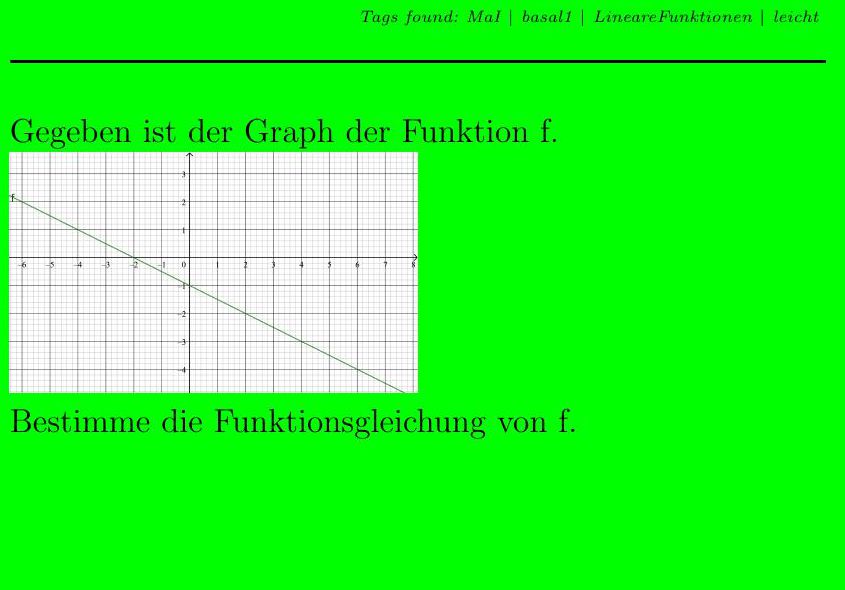 Tags found: MaI | basal1 | LineareFunktionen | leicht
Gegeben ist der Graph der Funktion f.
3
f
2
1
-6 -5 -4 -3 -2 -1 0 1 2 3 4 5 6 7 8
-1
-2
-3
-4
Bestimme die Funktionsgleichung von f.